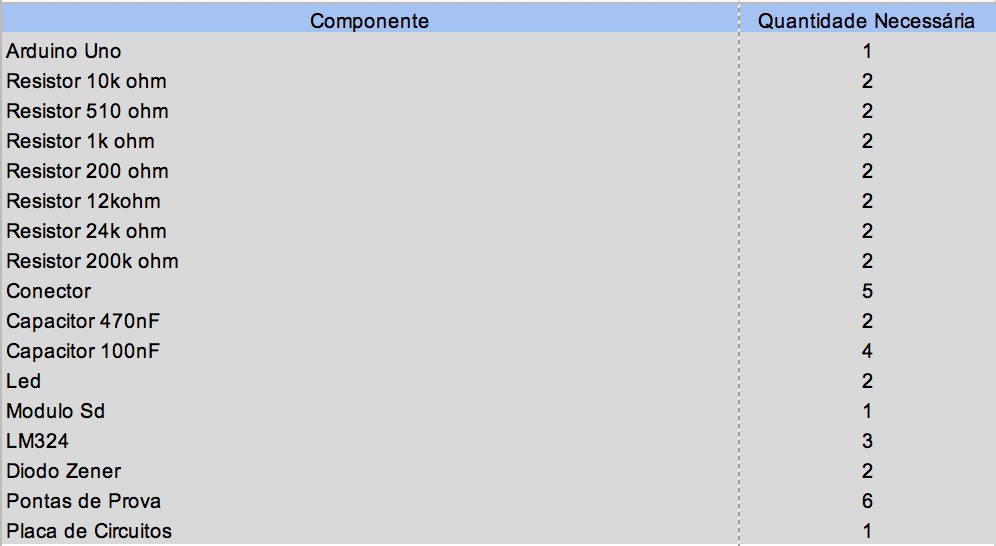 Componente Quantidade Necessária
Arduino Uno 1
Resistor 10k ohm 2
Resistor 510 ohm 2
Resistor 1k ohm 2
Resistor 200 ohm 2
Resistor 12kohm 2
Resistor 24k ohm 2
Resistor 200k ohm 2
Conector 5
Capacitor 470nF 2
Capacitor 100nF 4
Led 2
Modulo Sd 1
LM324 3
Diodo Zener 2
Pontas de Prova 6
Placa de Circuitos 1